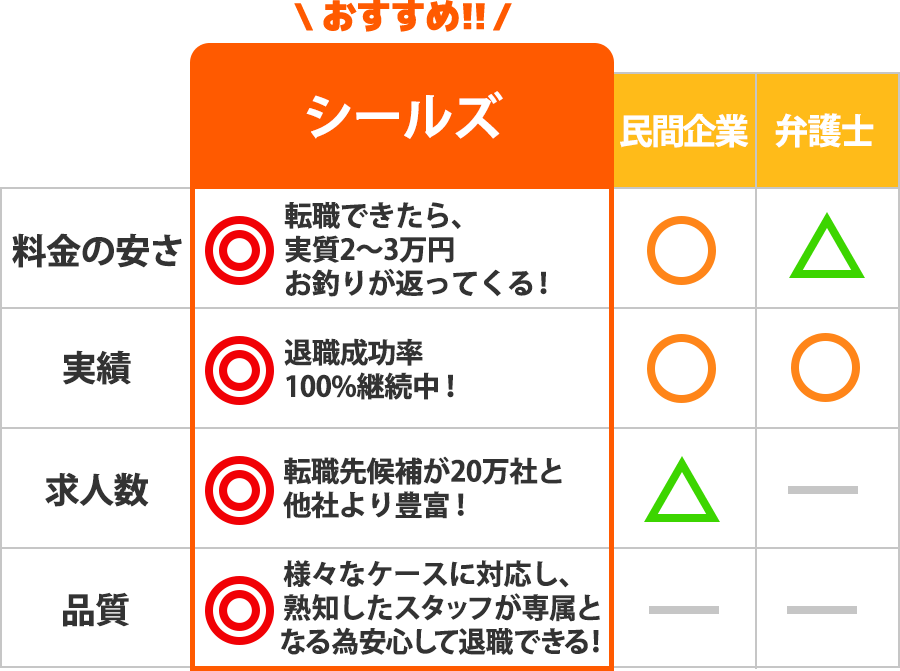 \ おすすめ!! /
シールズ
民間企業
弁護士
料金の安さ
転職できたら、
実質2〜3万円
お釣りが返ってくる！
実績
退職成功率
100%継続中！
求人数
転職先候補が20万社と
他社より豊富！
品質
様々なケースに対応し、
熟知したスタッフが専属と
なる為安心して退職できる!